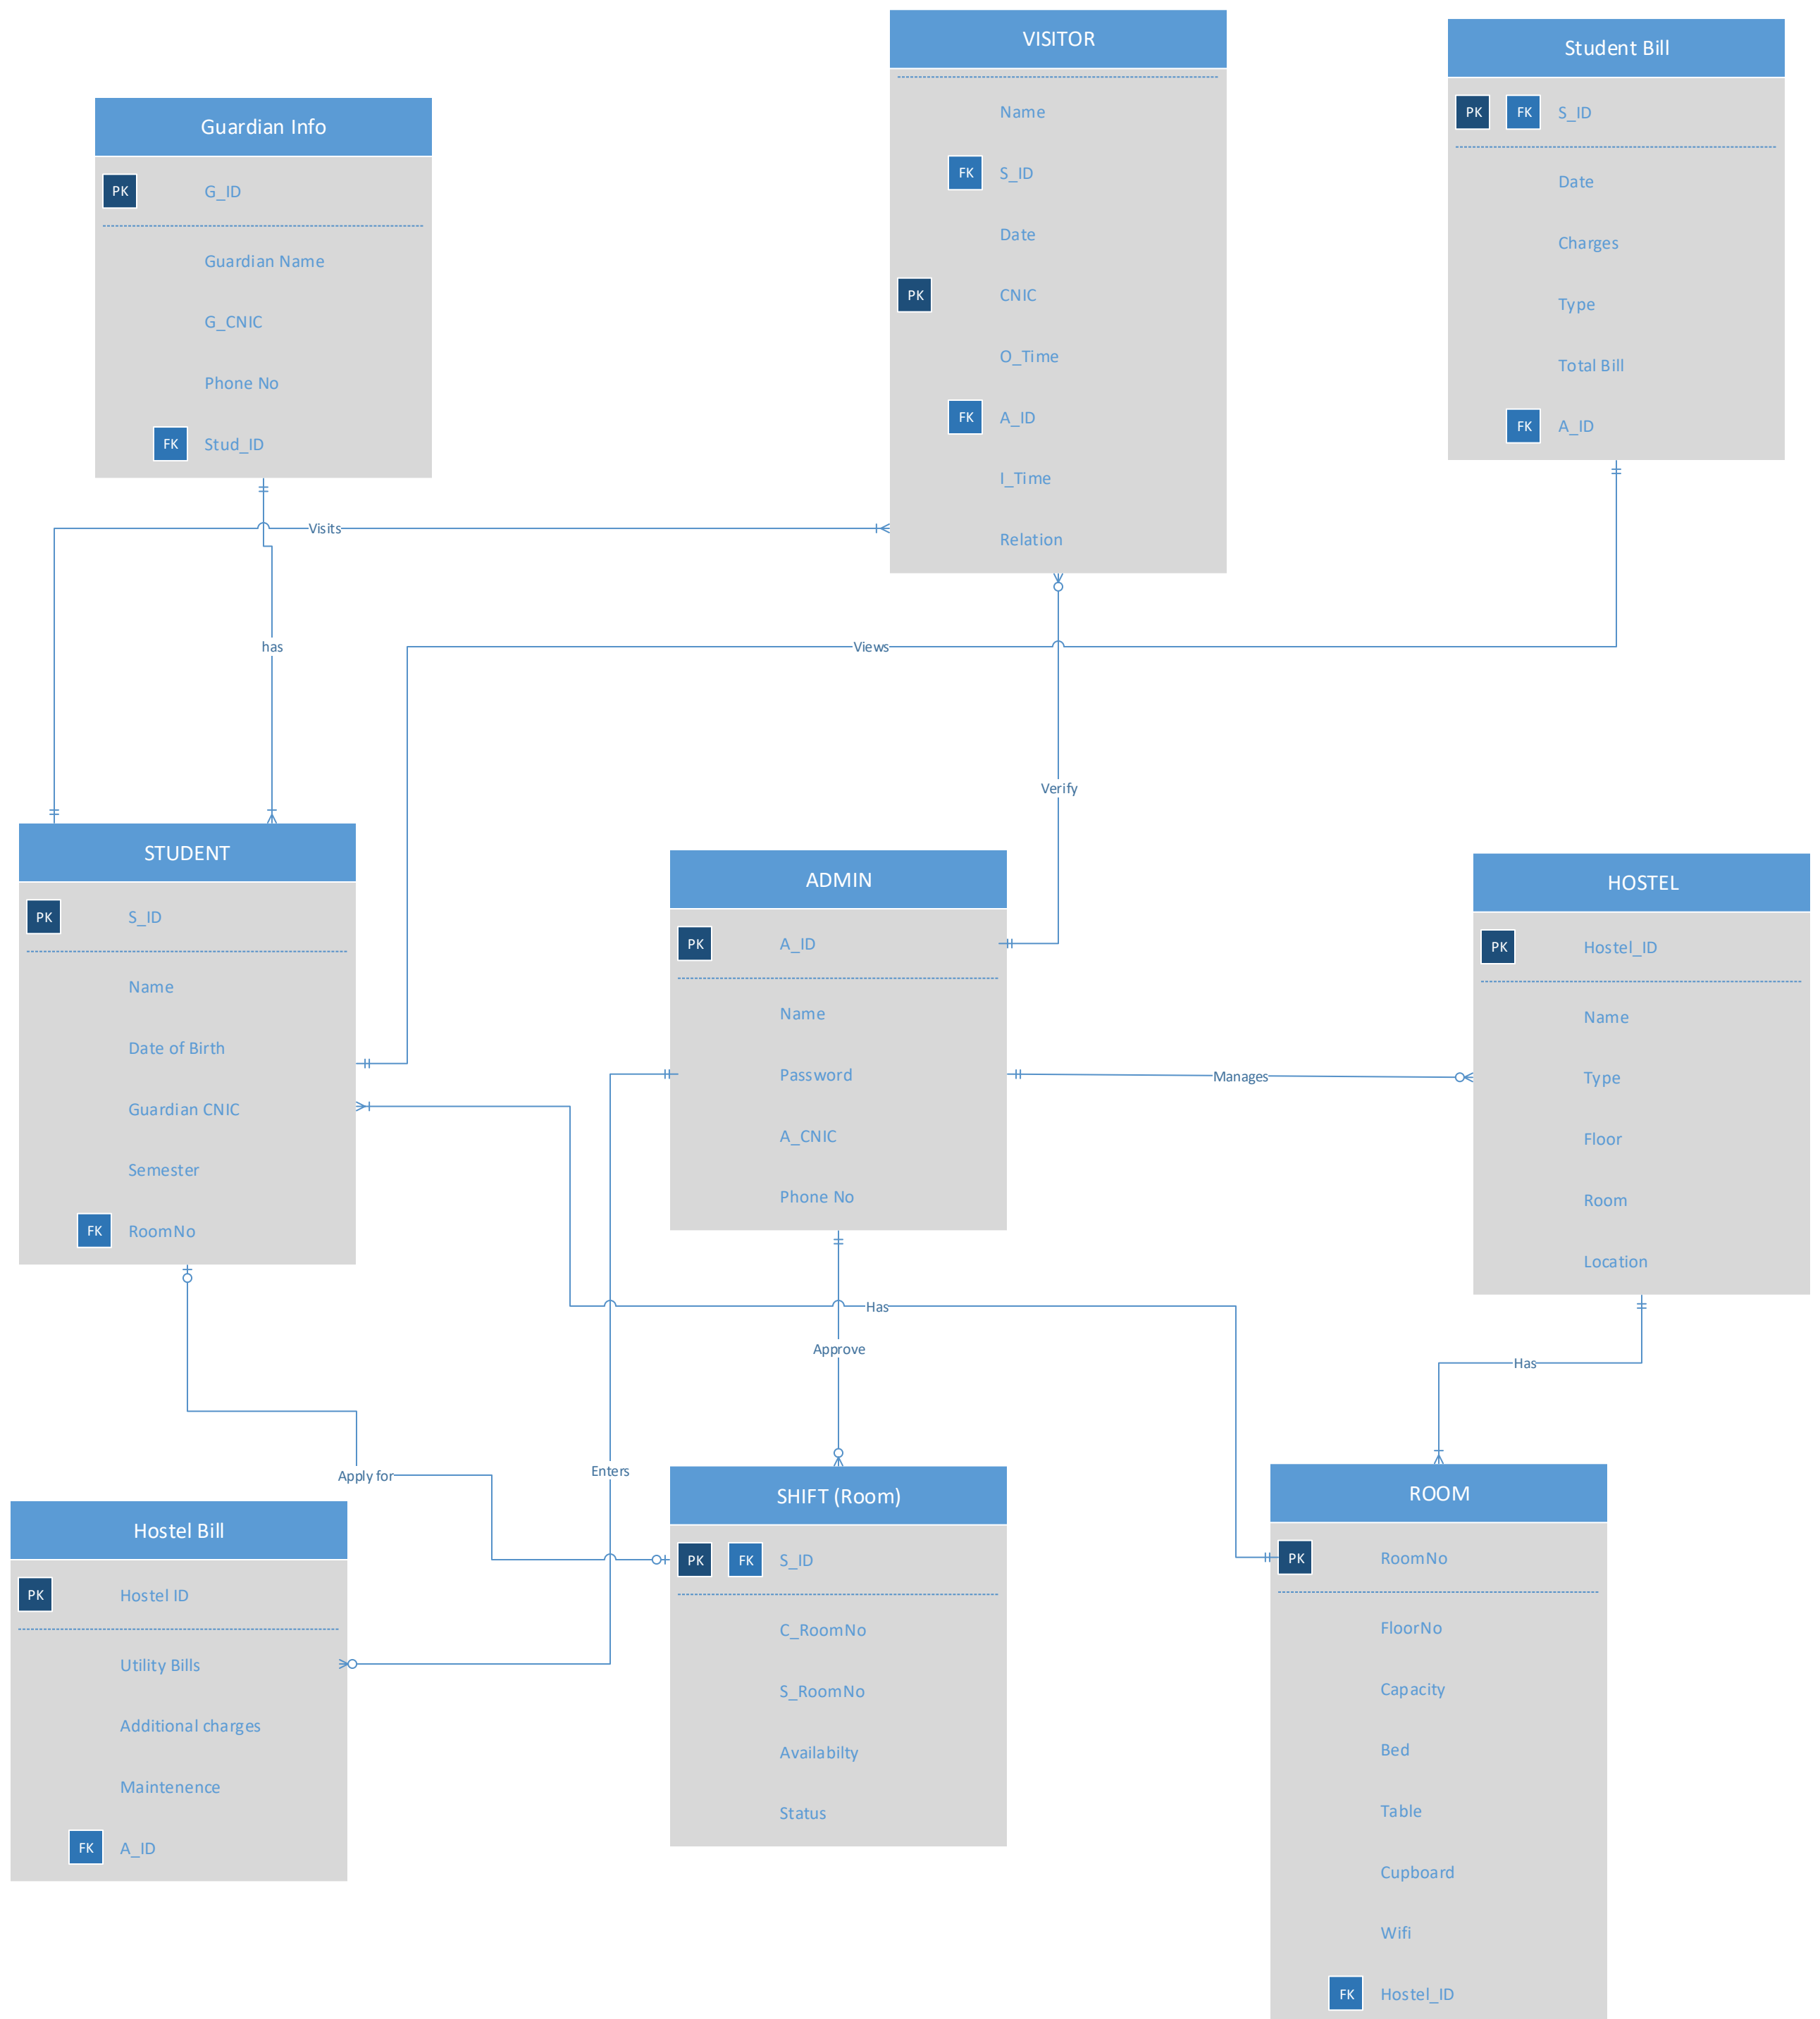 VISITOR
Name
FK S_ID
Date
PK CNIC
O_Time
FK A_ID
I_Time
Relation
Student Bill
PK FK S_ID
Date
Charges
Type
Total Bill
FK A_ID
Guardian Info
PK G_ID
Guardian Name
G_CNIC
Phone No
FK Stud_ID
Visits
has
Views
Verify
STUDENT
PK S_ID
Name
Date of Birth
Guardian CNIC
Semester
FK RoomNo
ADMIN
PK A_ID
Name
Password
A_CNIC
Phone No
Manages
HOSTEL
PK Hostel_ID
Name
Type
Floor
Room
Location
Has
Approve
Has
Enters
Apply for
Hostel Bill
PK Hostel ID
Utility Bills
Additional charges
Maintenence
FK A_ID
SHIFT (Room)
PK FK S_ID
C_RoomNo
S_RoomNo
Availabilty
Status
ROOM
PK RoomNo
FloorNo
Capacity
Bed
Table
Cupboard
Wifi
FK Hostel_ID